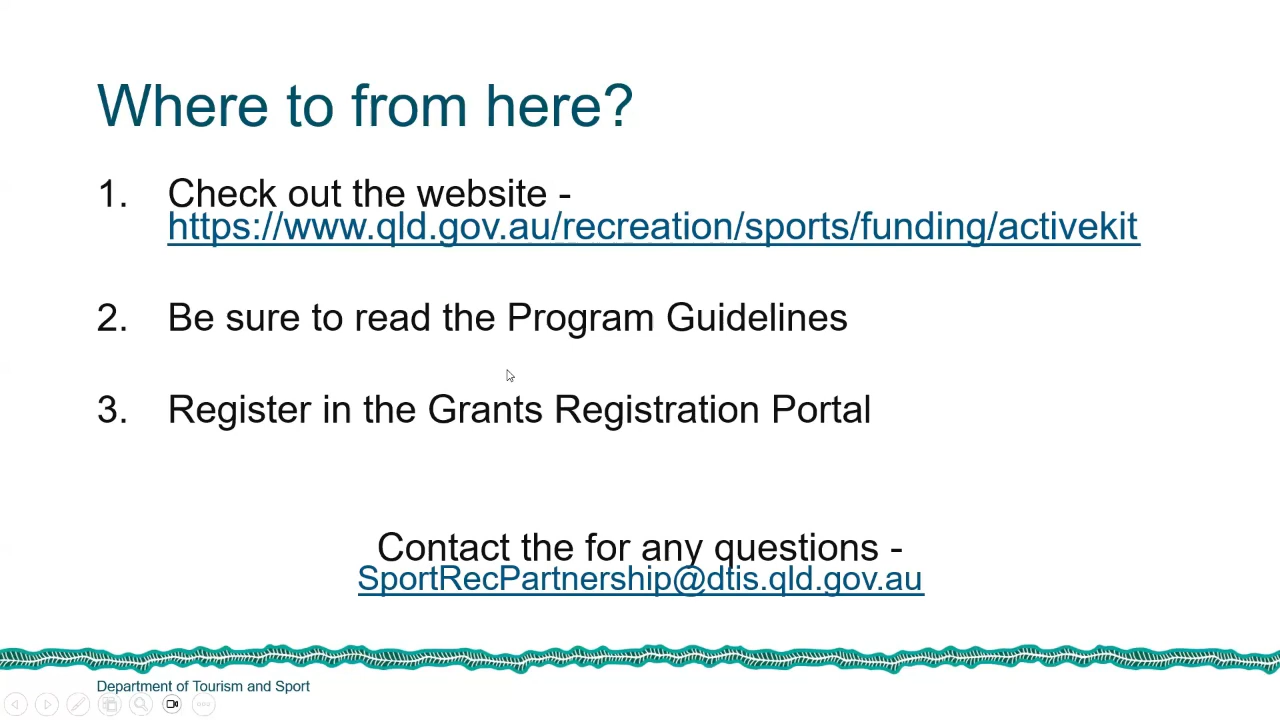 Where to from here?
1. Check out the website -
https://www.qld.gov.au/recreation/sports/funding/activekit
2. Be sure to read the Program Guidelines
3. Register in the Grants Registration Portal
Contact the for any questions -
SportRecPartnership@dtis.qld.gov.au
Department of Tourism and Sport